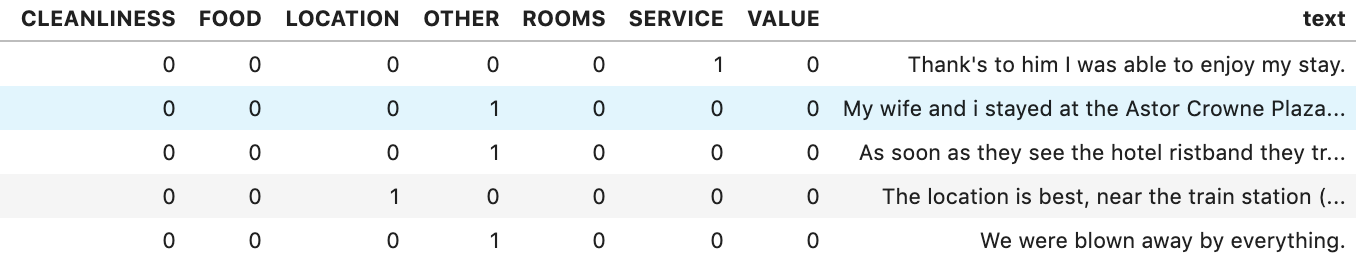 CLEANLINESS FOOD LOCATION OTHER ROOMS SERVICE VALUE text
0 0 0 0 0 1 0 Thank's to him I was able to enjoy my stay.
0 0 0 1 0 0 0 My wife and i stayed at the Astor Crowne Plaza...
0 0 0 1 0 0 0 As soon as they see the hotel ristband they tr...
0 0 1 0 0 0 0 The location is best, near the train station (...
0 0 0 1 0 0 0 We were blown away by everything.